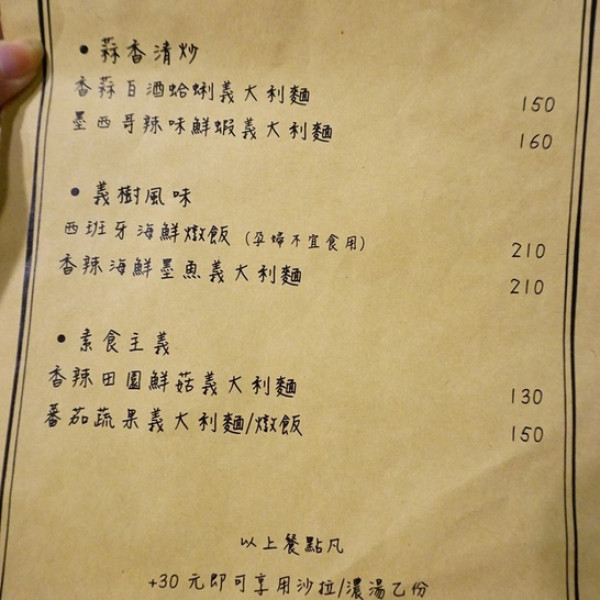 • 蒜香清炒
香蒜白酒蛤蜊義大利麵 150
墨西哥辣味鮮蝦義大利麵 160
• 義樹風味
西班牙海鮮燉飯 (孕婦不宜食用) 210
香辣海鮮墨魚義大利麵 210
• 素食主義
香辣田園鮮菇義大利麵 130
蕃茄蔬果義大利麵/燉飯 150
以上餐點凡
+30 元即可享用沙拉/濃湯乙份